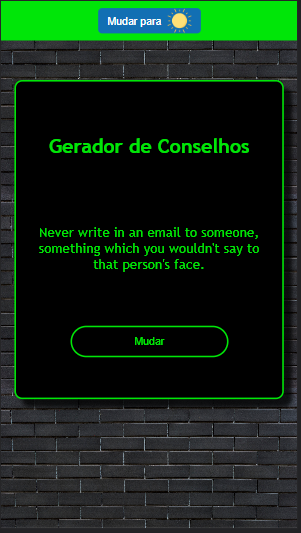 Mudar para
Gerador de Conselhos
Never write in an email to someone,
something which you wouldn't say to
that person's face.
Mudar